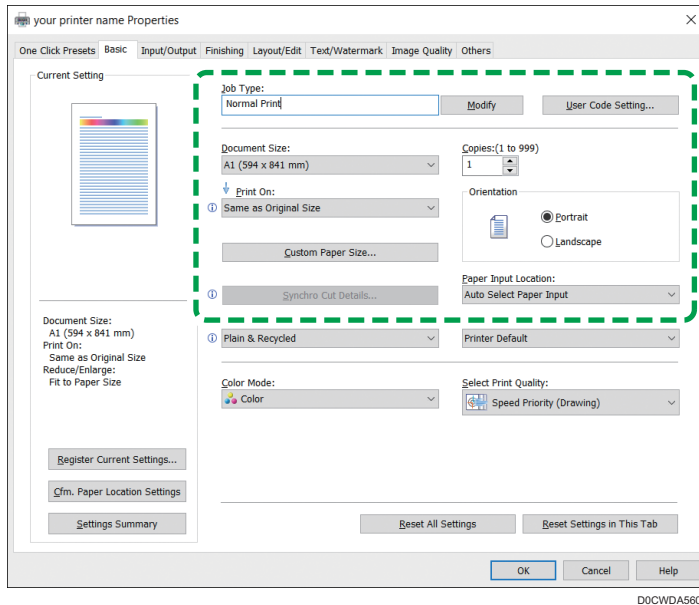 your printer name Properties
One Click Presets Basic Input/Output Finishing Layout/Edit Text/Watermark Image Quality Others
Current Setting
Job Type:
Normal Print
Modify
User Code Setting...
Document Size:
A1 (594 x 841 mm)
Copies:(1 to 999)
1
Print On:
Same as Original Size
Orientation
Portrait
Landscape
Custom Paper Size...
Synchro Cut Details...
Paper Input Location:
Auto Select Paper Input
Document Size:
A1 (594 x 841 mm)
Print On:
Same as Original Size
Reduce/Enlarge:
Fit to Paper Size
Plain & Recycled
Printer Default
Color Mode:
Color
Select Print Quality:
Speed Priority (Drawing)
Register Current Settings...
Cfm. Paper Location Settings
Settings Summary
Reset All Settings
Reset Settings in This Tab
OK
Cancel
Help
D0CWDA560